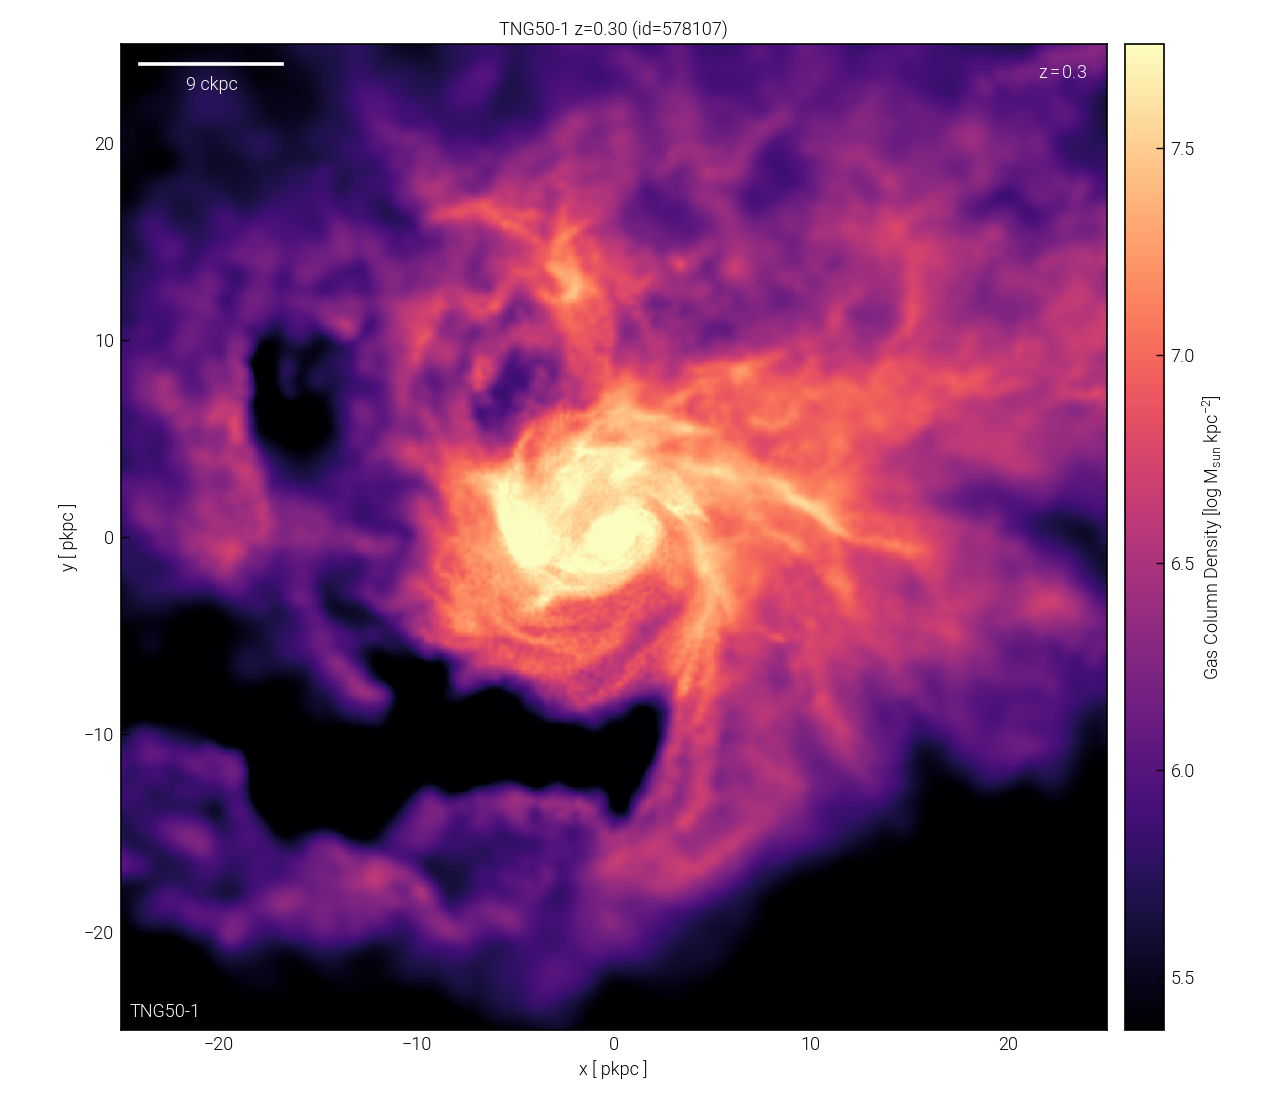 TNG50-1 z=0.30 (id=578107)
9 ckpc
z=0.3
20
10
0
−10
−20
y [ pkpc ]
TNG50-1
−20
−10
0
10
20
x [ pkpc ]
7.5
7.0
6.5
6.0
5.5
Gas Column Density [log M_sun kpc^−2]